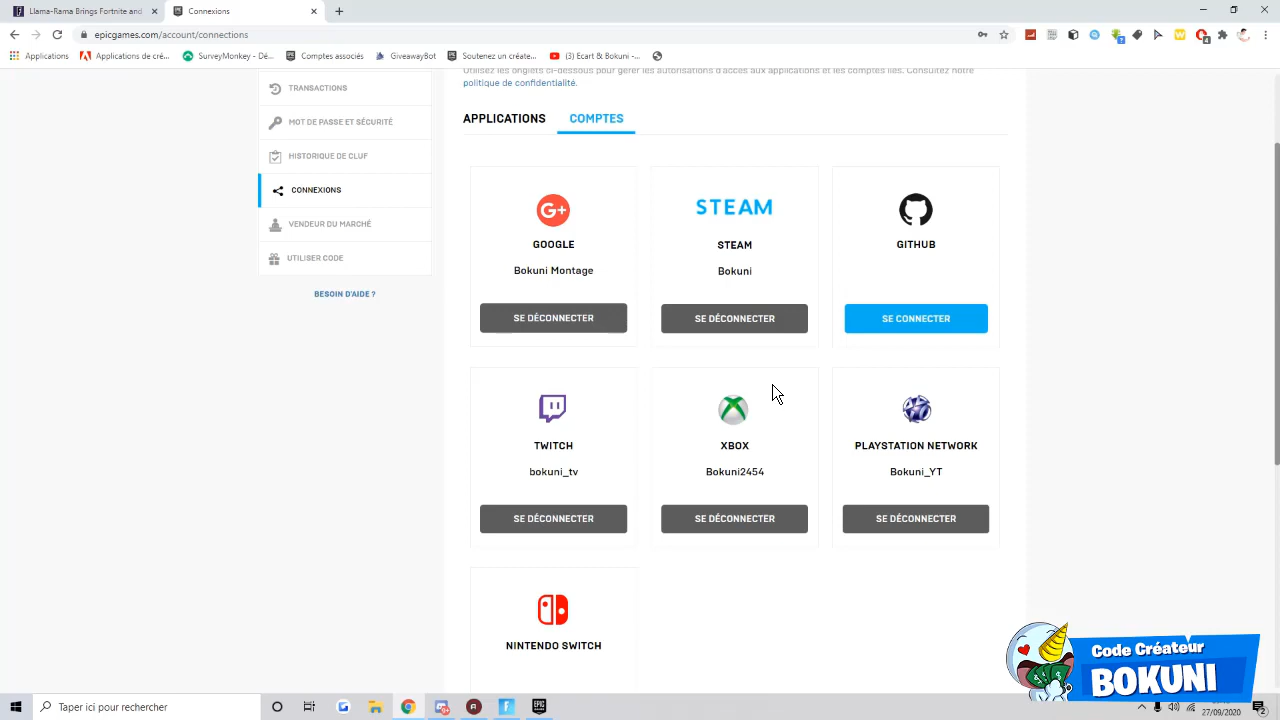 Llama-Rama Brings Fortnite and
Connexions
epicgames.com/account/connections
Applications
Applications de cré...
SurveyMonkey - Dé...
Comptes associés
GiveawayBot
Soutenez un créate...
(3) Ecart & Bokuni -...
Utilisez les onglets ci-dessous pour gérer les autorisations d'accès aux applications et les comptes liés. Consultez notre
politique de confidentialité.
TRANSACTIONS
MOT DE PASSE ET SÉCURITÉ
HISTORIQUE DE CLUF
CONNEXIONS
VENDEUR DU MARCHÉ
UTILISER CODE
BESOIN D'AIDE ?
APPLICATIONS
COMPTES
G+
GOOGLE
Bokuni Montage
SE DÉCONNECTER
STEAM
STEAM
Bokuni
SE DÉCONNECTER
GITHUB
SE CONNECTER
TWITCH
bokuni_tv
SE DÉCONNECTER
XBOX
Bokuni2454
SE DÉCONNECTER
PLAYSTATION NETWORK
Bokuni_YT
SE DÉCONNECTER
NINTENDO SWITCH
Code Créateur
BOKUNI
Taper ici pour rechercher
27/09/2020